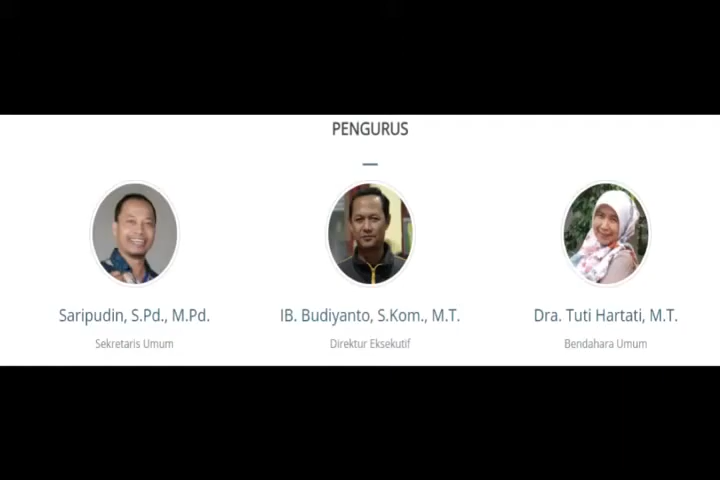 PENGURUS
Saripudin, S.Pd., M.Pd.
IB. Budiyanto, S.Kom., M.T.
Dra. Tuti Hartati, M.T.
Sekretaris Umum
Direktur Eksekutif
Bendahara Umum